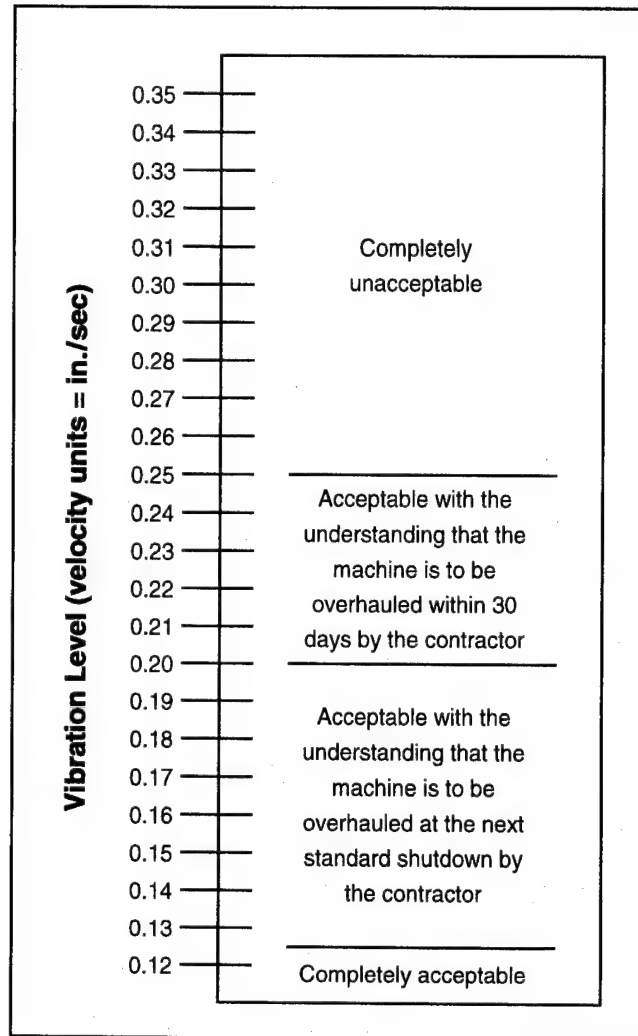 Vibration Level (velocity units = in./sec)
0.35
0.34
0.33
0.32
0.31
0.30
0.29
0.28
0.27
0.26
0.25
0.24
0.23
0.22
0.21
0.20
0.19
0.18
0.17
0.16
0.15
0.14
0.13
0.12
Completely
unacceptable
Acceptable with the
understanding that the
machine is to be
overhauled within 30
days by the contractor
Acceptable with the
understanding that the
machine is to be
overhauled at the next
standard shutdown by
the contractor
Completely acceptable